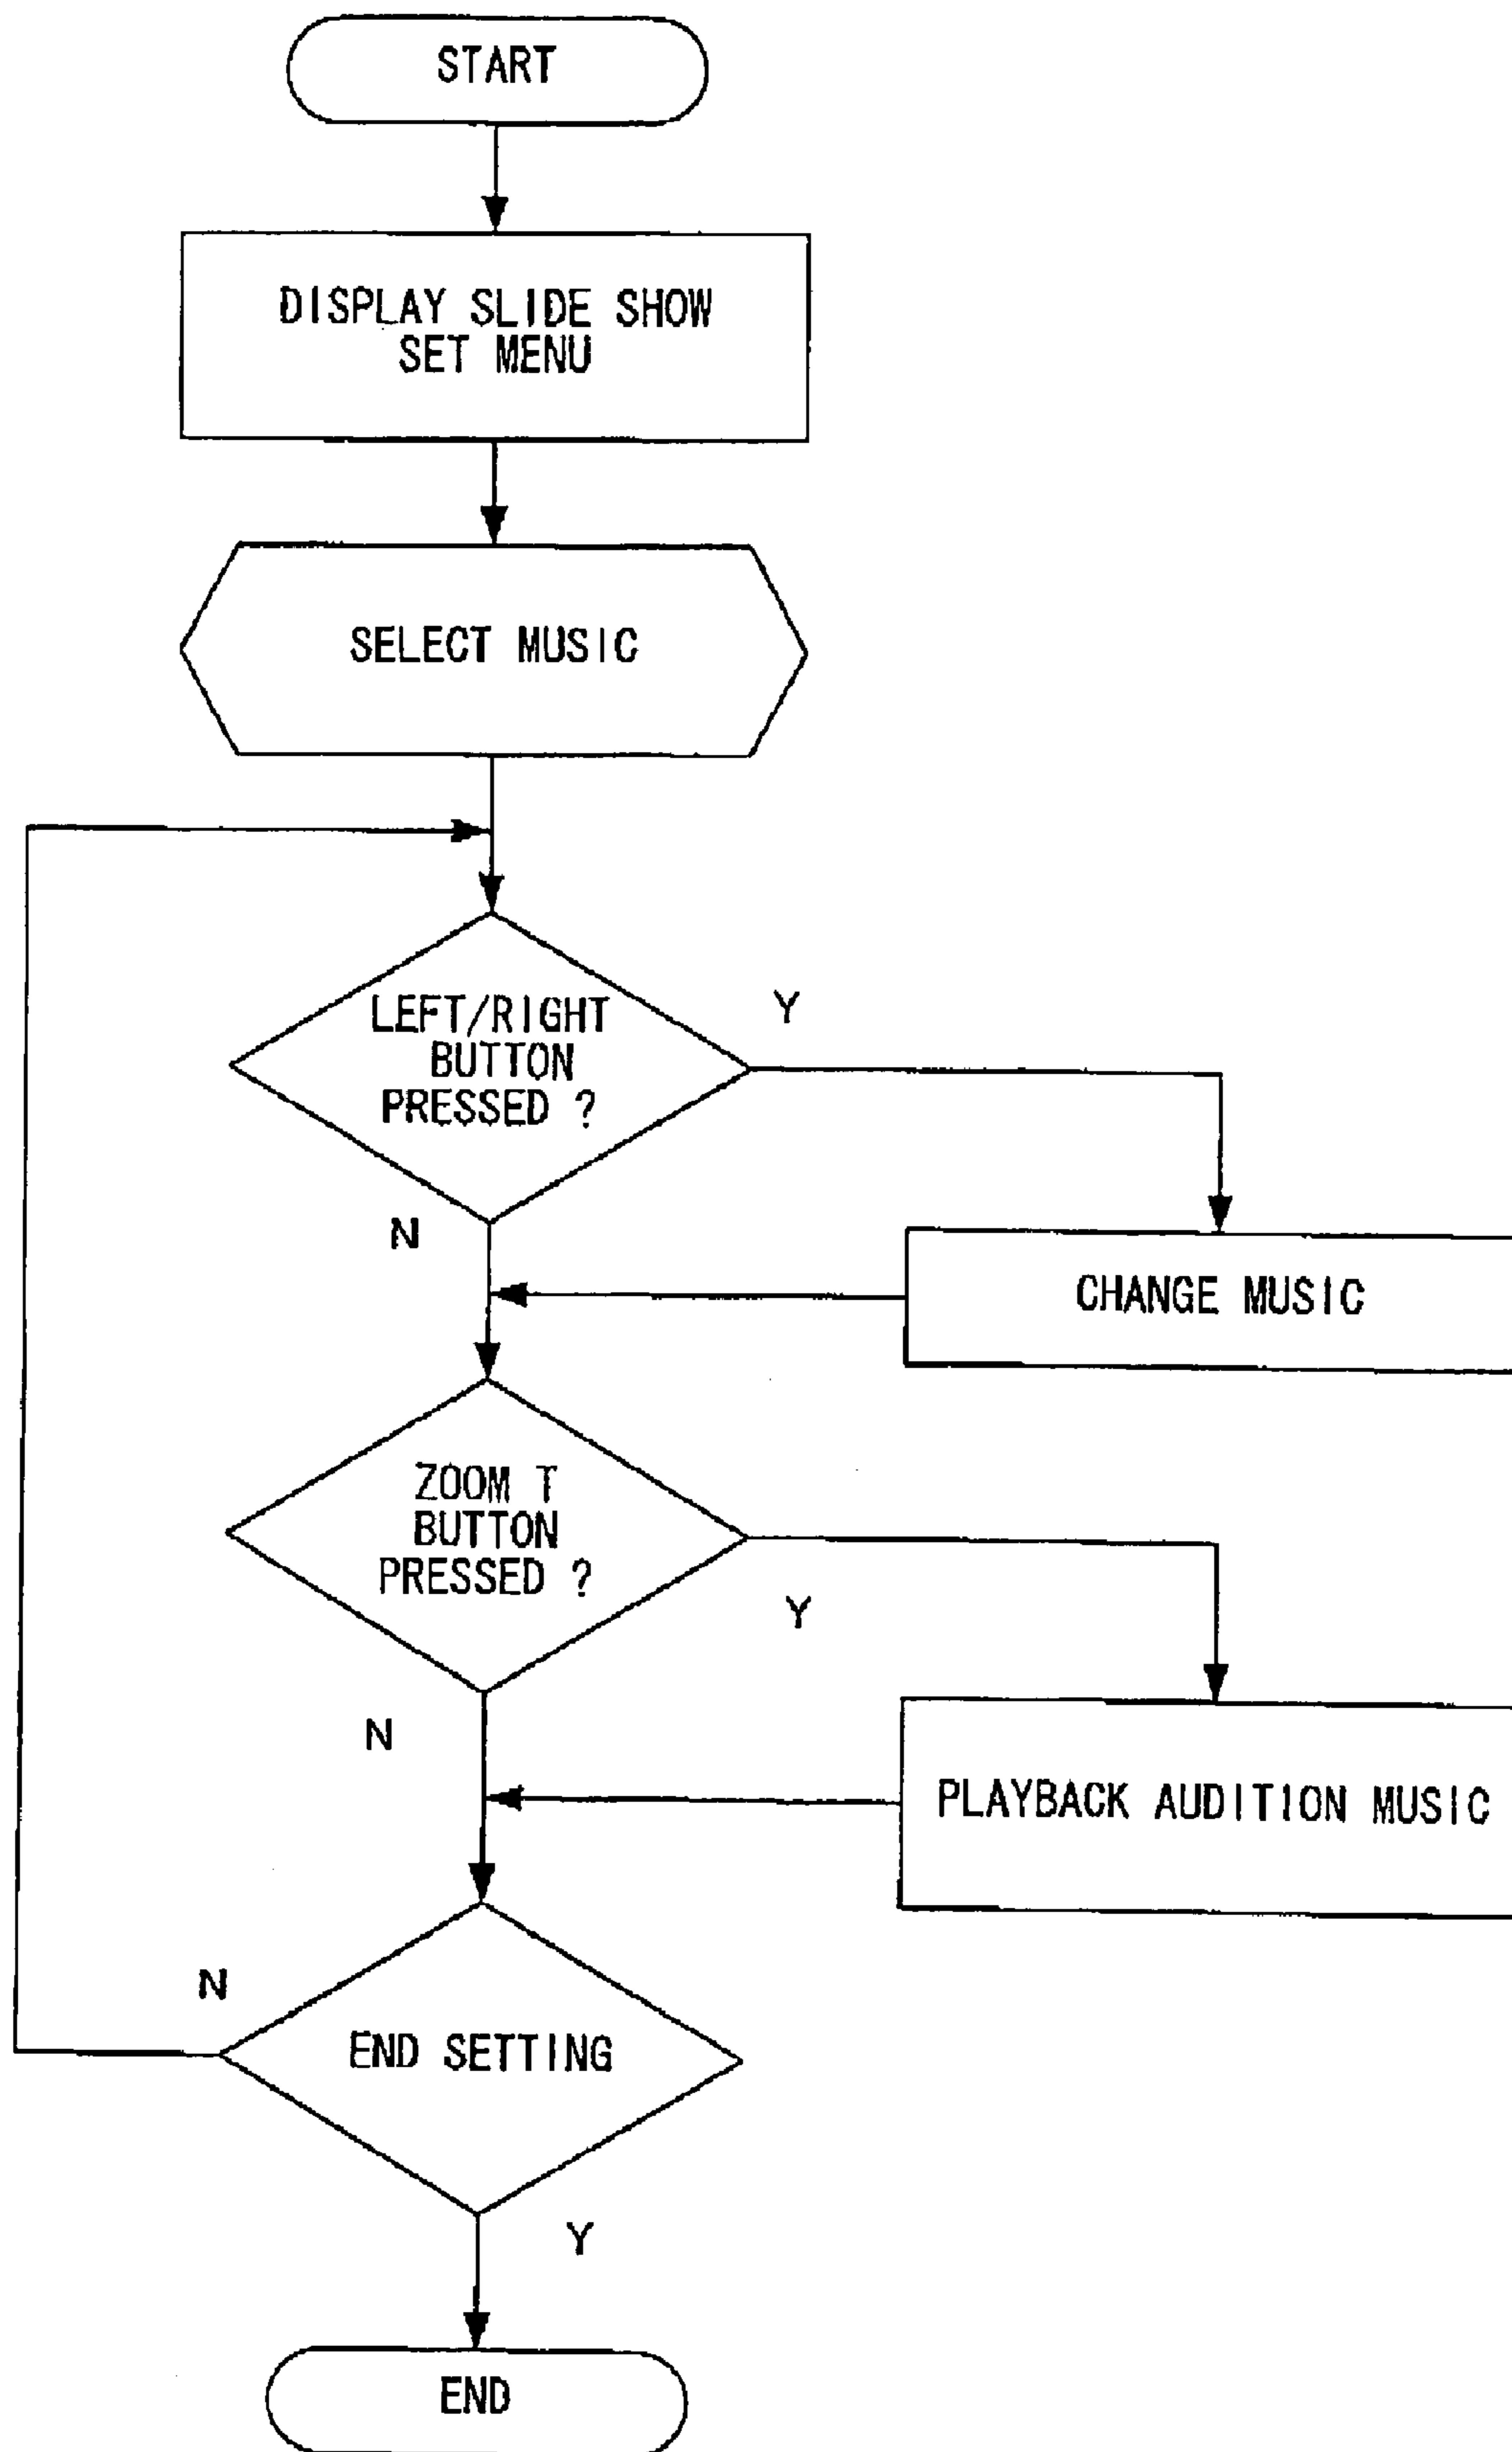 START
DISPLAY SLIDE SHOW
SET MENU
SELECT MUSIC
LEFT/RIGHT
BUTTON
PRESSED ?
Y
N
CHANGE MUSIC
ZOOM T
BUTTON
PRESSED ?
Y
N
PLAYBACK AUDITION MUSIC
N
END SETTING
Y
END